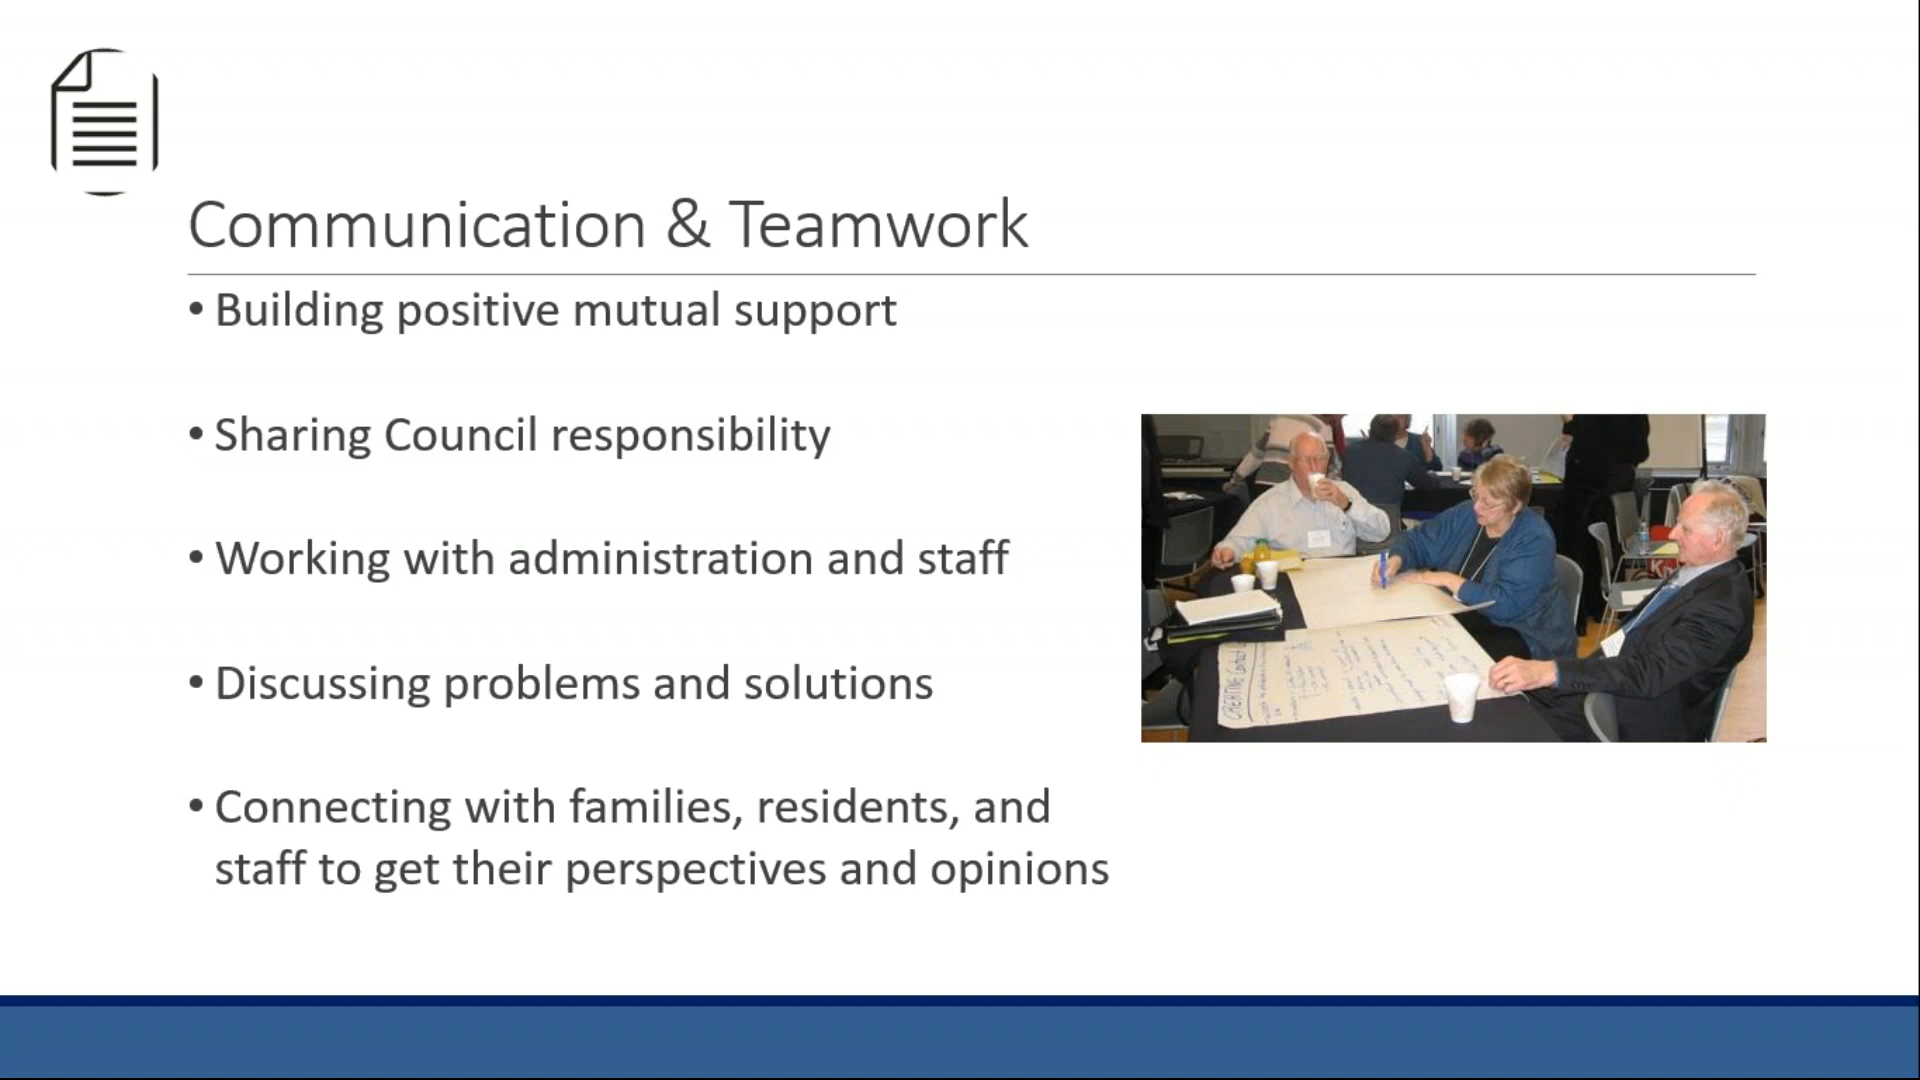 Communication & Teamwork
• Building positive mutual support
• Sharing Council responsibility
• Working with administration and staff
• Discussing problems and solutions
• Connecting with families, residents, and
staff to get their perspectives and opinions
CREATING